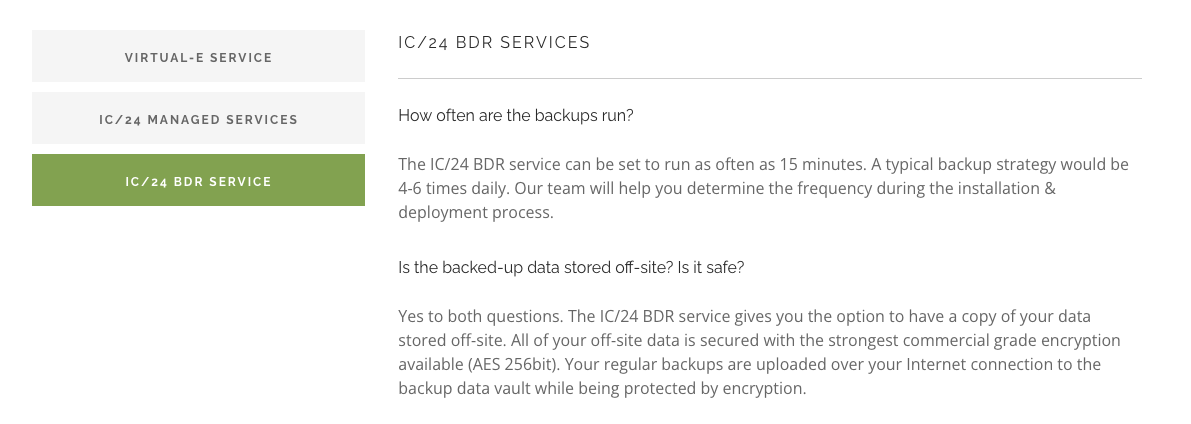 VIRTUAL-E SERVICE
IC/24 MANAGED SERVICES
IC/24 BDR SERVICE
IC/24 BDR SERVICES
How often are the backups run?
The IC/24 BDR service can be set to run as often as 15 minutes. A typical backup strategy would be
4-6 times daily. Our team will help you determine the frequency during the installation &
deployment process.
Is the backed-up data stored off-site? Is it safe?
Yes to both questions. The IC/24 BDR service gives you the option to have a copy of your data
stored off-site. All of your off-site data is secured with the strongest commercial grade encryption
available (AES 256bit). Your regular backups are uploaded over your Internet connection to the
backup data vault while being protected by encryption.